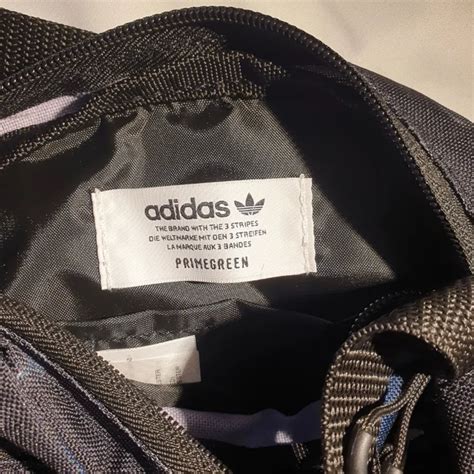 adidas
THE BRAND WITH THE 3 STRIPES
DIE WELTMARKE MIT DEN 3 STREIFEN
LA MARQUE AUX 3 BANDES
PRIMEGREEN